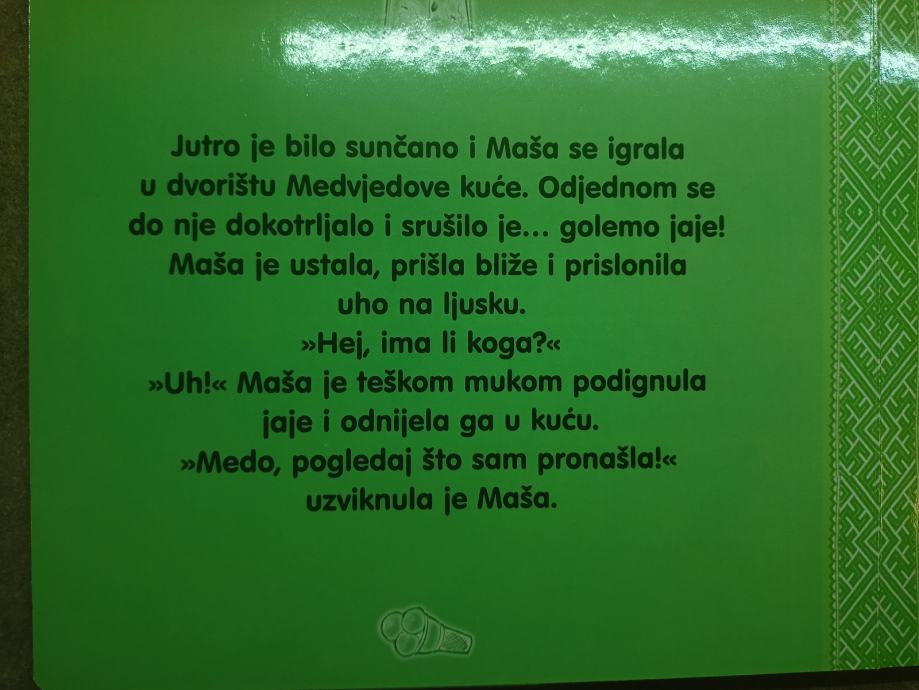 Jutro je bilo sunčano i Maša se igrala
u dvorištu Medvjedove kuće. Odjednom se
do nje dokotrljalo i srušilo je... golemo jaje!
Maša je ustala, prišla bliže i prislonila
uho na ljusku.
»Hej, ima li koga?«
»Uh!« Maša je teškom mukom podignula
jaje i odnijela ga u kuću.
»Medo, pogledaj što sam pronašla!«
uzviknula je Maša.